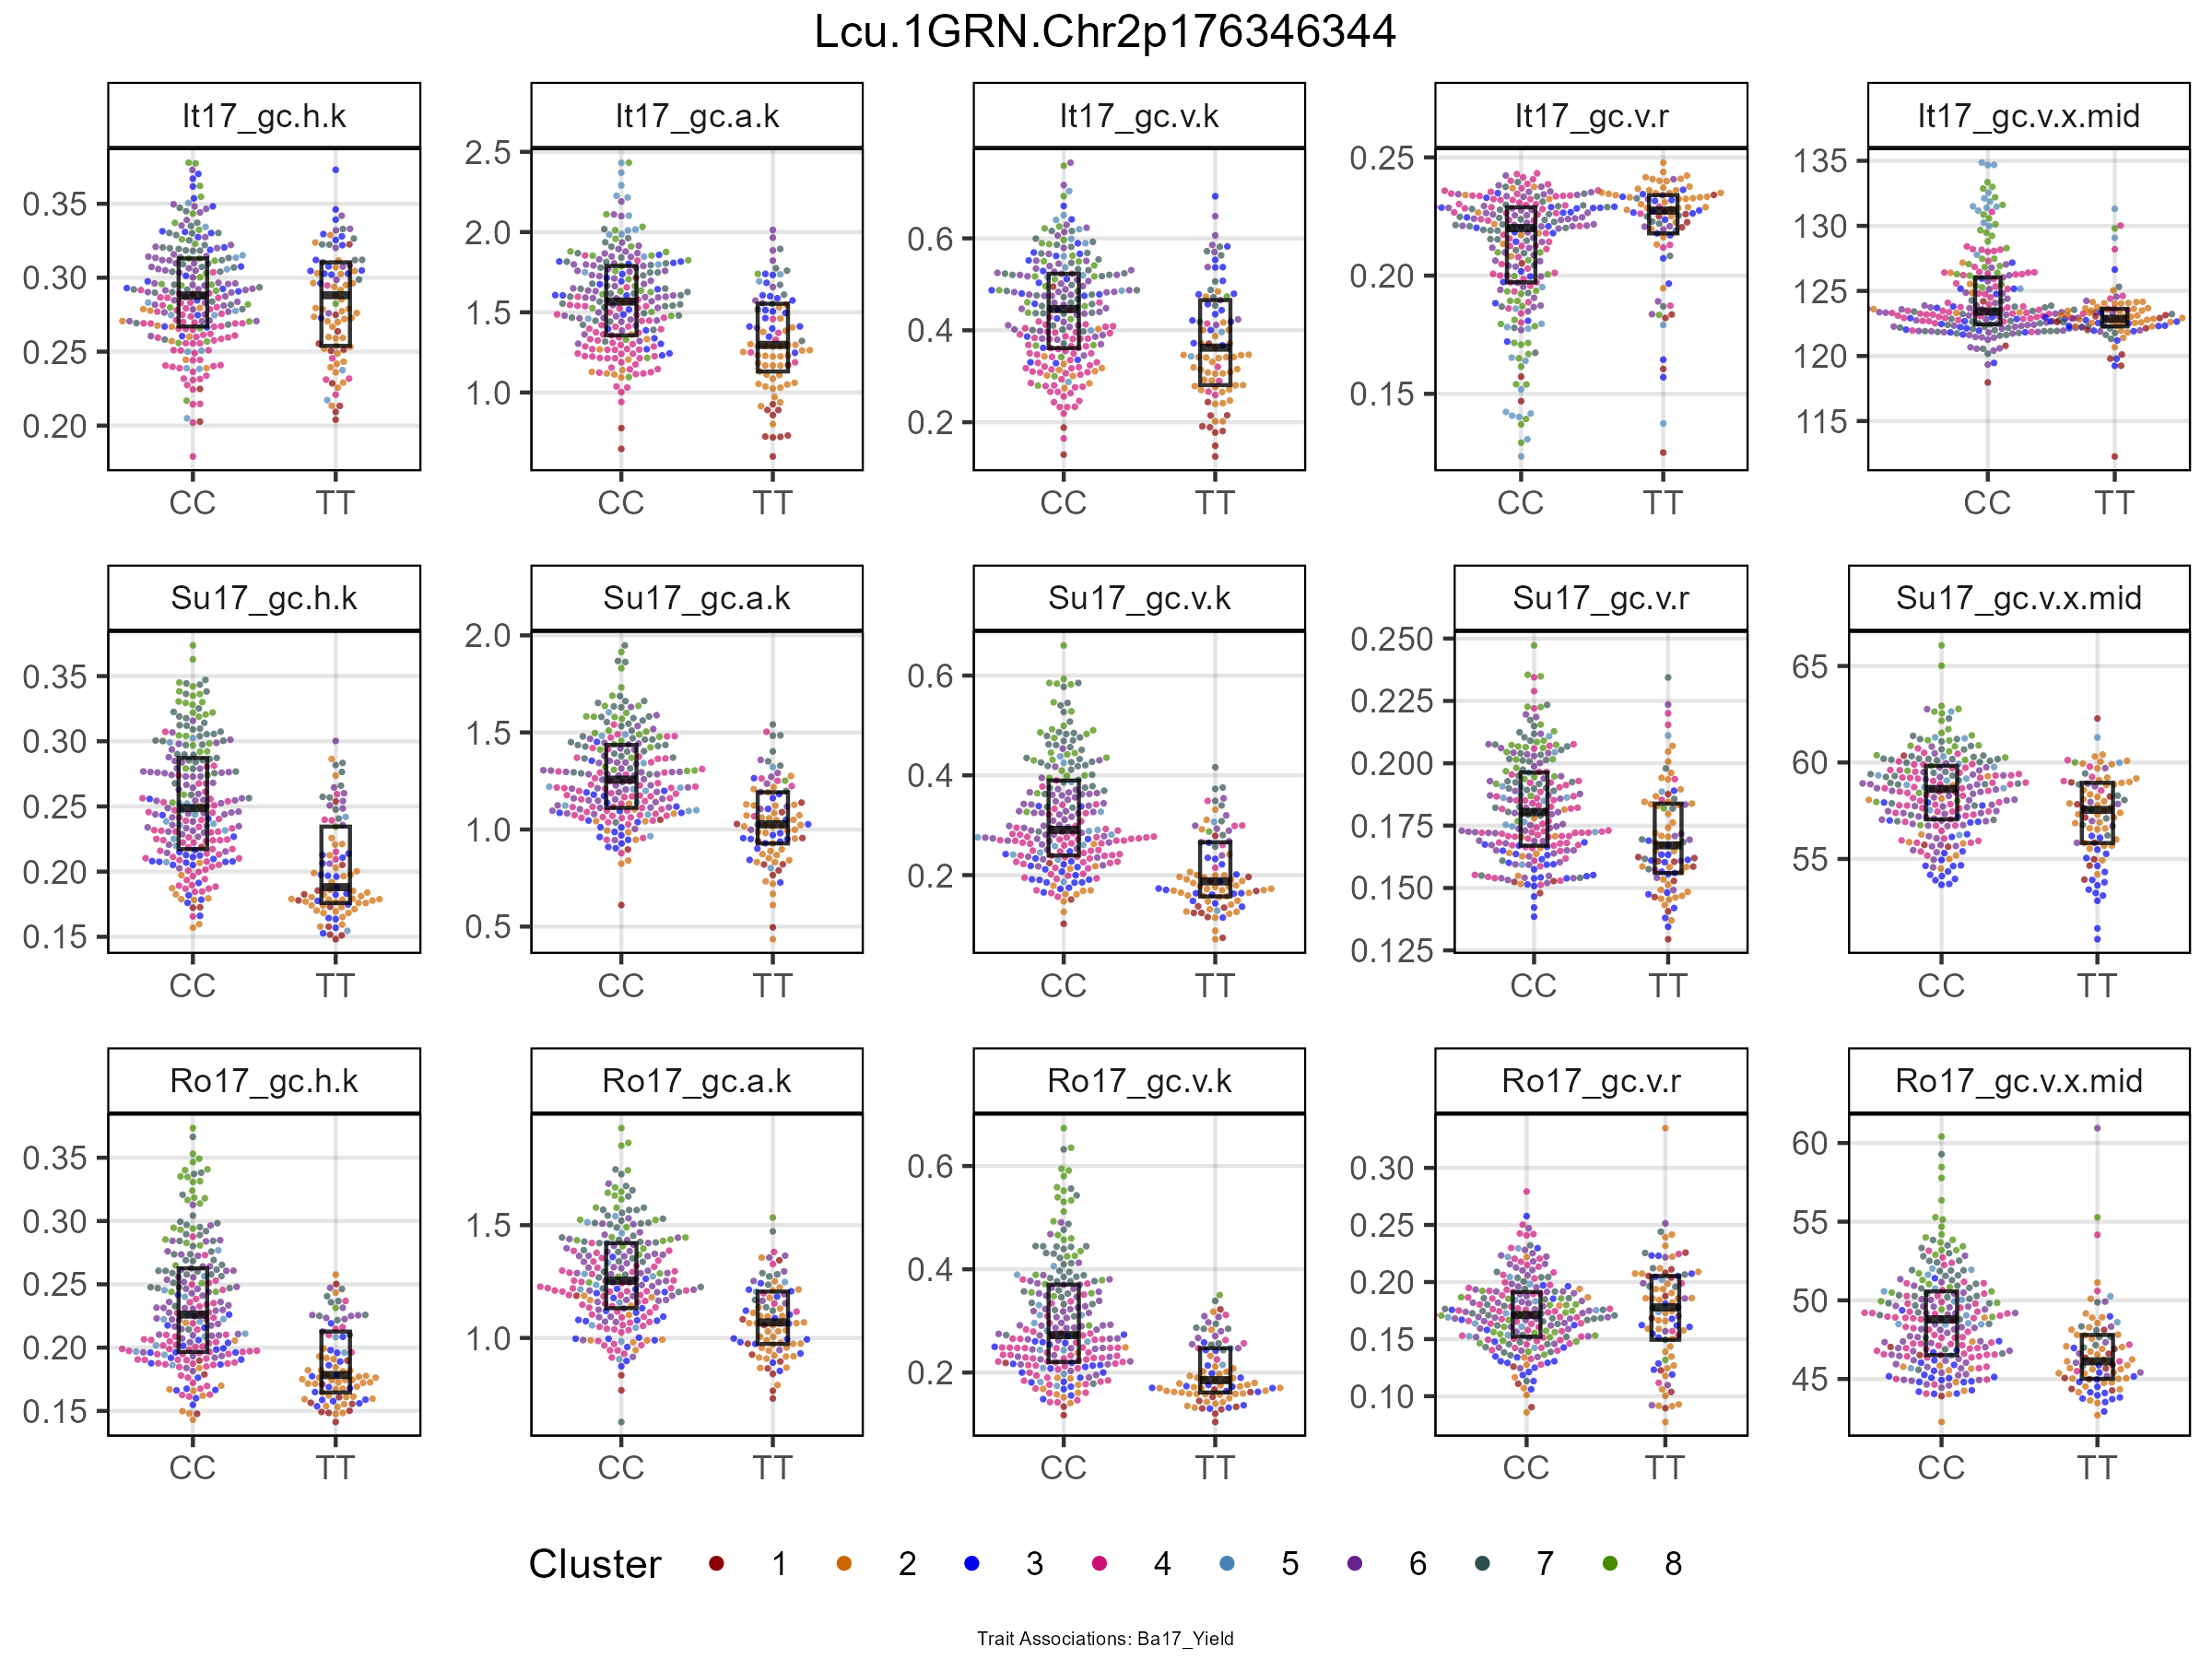 Lcu.1GRN.Chr2p176346344
It17_gc.h.k It17_gc.a.k It17_gc.v.k It17_gc.v.r It17_gc.v.x.mid
0.35 0.30 0.25 0.20
2.5 2.0 1.5 1.0
0.6 0.4 0.2
0.25 0.20 0.15
135 130 125 120 115
CC TT CC TT CC TT CC TT CC TT
Su17_gc.h.k Su17_gc.a.k Su17_gc.v.k Su17_gc.v.r Su17_gc.v.x.mid
0.35 0.30 0.25 0.20 0.15
2.0 1.5 1.0 0.5
0.6 0.4 0.2
0.250 0.225 0.200 0.175 0.150 0.125
65 60 55
CC TT CC TT CC TT CC TT CC TT
Ro17_gc.h.k Ro17_gc.a.k Ro17_gc.v.k Ro17_gc.v.r Ro17_gc.v.x.mid
0.35 0.30 0.25 0.20 0.15
1.5 1.0
0.6 0.4 0.2
0.30 0.25 0.20 0.15 0.10
60 55 50 45
CC TT CC TT CC TT CC TT CC TT
Cluster 1 2 3 4 5 6 7 8
Trait Associations: Ba17_Yield